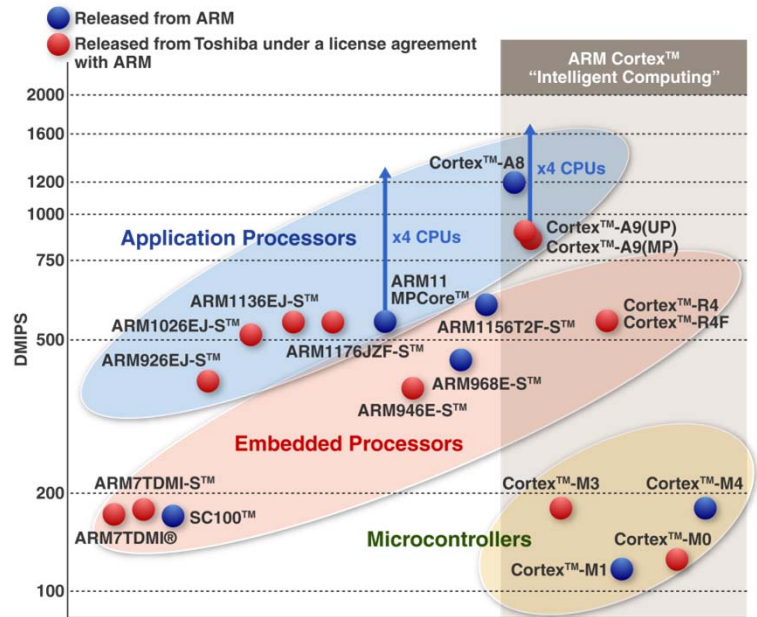 Released from ARM
Released from Toshiba under a license agreement
with ARM
ARM Cortex™
“Intelligent Computing”
2000
1600
1200
1000
750
500
200
100
DMIPS
Cortex™-A8
x4 CPUs
Application Processors
x4 CPUs
Cortex™-A9(UP)
Cortex™-A9(MP)
ARM11
MPCore™
ARM1136EJ-S™
ARM1026EJ-S™
ARM1156T2F-S™
Cortex™-R4
Cortex™-R4F
ARM926EJ-S™
ARM1176JZF-S™
ARM968E-S™
ARM946E-S™
Embedded Processors
ARM7TDMI-S™
SC100™
ARM7TDMI®
Cortex™-M3
Cortex™-M4
Microcontrollers
Cortex™-M0
Cortex™-M1